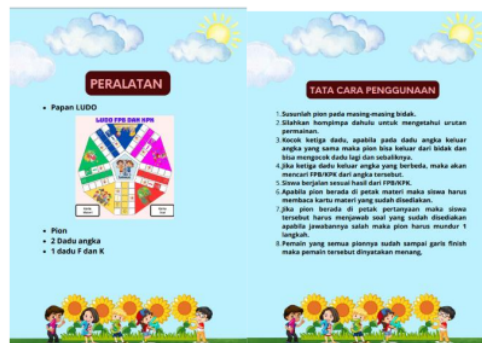 PERALATAN
• Papan LUDO
LUDO FPB DAN KPK
• Pion
• 2 Dadu angka
• 1 dadu F dan K
TATA CARA PENGGUNAAN
1. Susunlah pion pada masing-masing bidak.
2. Silahkan hompimpa dahulu untuk mengetahui urutan
permainan.
3. Kocok ketiga dadu, apabila pada dadu angka keluar
angka yang sama maka pion bisa keluar dari bidak dan
bisa mengocok dadu lagi dan sebaliknya.
4. Jika ketiga dadu keluar angka yang berbeda, maka akan
mencari FPB/KPK dari angka tersebut.
5. Siswa berjalan sesuai hasil dari FPB/KPK.
6. Apabila pion berada di petak materi maka siswa harus
membaca kartu materi yang sudah disediakan.
7. Jika pion berada di petak pertanyaan maka siswa
tersebut harus menjawab soal yang sudah disediakan
apabila jawabannya salah maka pion harus mundur 1
langkah.
8. Pemain yang semua pionnya sudah sampai garis finish
maka pemain tersebut dinyatakan menang.